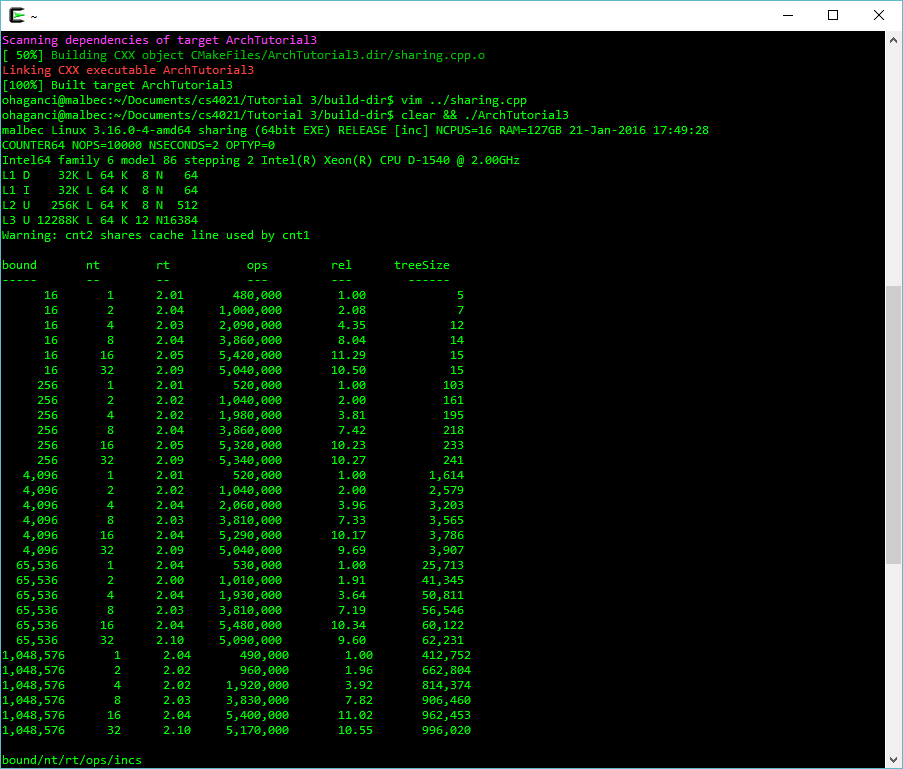 ~
Scanning dependencies of target ArchTutorial3
[ 50%] Building CXX object CMakeFiles/ArchTutorial3.dir/sharing.cpp.o
Linking CXX executable ArchTutorial3
[100%] Built target ArchTutorial3
ohaganci@malbec:~/Documents/cs4021/Tutorial 3/build-dir$ vim ../sharing.cpp
ohaganci@malbec:~/Documents/cs4021/Tutorial 3/build-dir$ clear && ./ArchTutorial3
malbec Linux 3.16.0-4-amd64 sharing (64bit EXE) RELEASE [inc] NCPUS=16 RAM=127GB 21-Jan-2016 17:49:28
COUNTER64 NOPS=10000 NSECONDS=2 OPTYP=0
Intel64 family 6 model 86 stepping 2 Intel(R) Xeon(R) CPU D-1540 @ 2.00GHz
L1 D    32K L 64 K  8 N   64
L1 I    32K L 64 K  8 N   64
L2 U   256K L 64 K  8 N  512
L3 U 12288K L 64 K 12 N16384
Warning: cnt2 shares cache line used by cnt1
bound       nt        rt           ops         rel      treeSize
-----       --        --           ---         ---        ------
16       1      2.01       480,000        1.00             5
16       2      2.04     1,000,000        2.08             7
16       4      2.03     2,090,000        4.35            12
16       8      2.04     3,860,000        8.04            14
16      16      2.05     5,420,000       11.29            15
16      32      2.09     5,040,000       10.50            15
256       1      2.01       520,000        1.00           103
256       2      2.02     1,040,000        2.00           161
256       4      2.02     1,980,000        3.81           195
256       8      2.04     3,860,000        7.42           218
256      16      2.05     5,320,000       10.23           233
256      32      2.09     5,340,000       10.27           241
4,096       1      2.01       520,000        1.00         1,614
4,096       2      2.02     1,040,000        2.00         2,579
4,096       4      2.04     2,060,000        3.96         3,203
4,096       8      2.03     3,810,000        7.33         3,565
4,096      16      2.04     5,290,000       10.17         3,786
4,096      32      2.09     5,040,000        9.69         3,907
65,536       1      2.04       530,000        1.00        25,713
65,536       2      2.00     1,010,000        1.91        41,345
65,536       4      2.04     1,930,000        3.64        50,811
65,536       8      2.03     3,810,000        7.19        56,546
65,536      16      2.04     5,480,000       10.34        60,122
65,536      32      2.10     5,090,000        9.60        62,231
1,048,576       1      2.04       490,000        1.00       412,752
1,048,576       2      2.02       960,000        1.96       662,804
1,048,576       4      2.02     1,920,000        3.92       814,374
1,048,576       8      2.03     3,830,000        7.82       906,460
1,048,576      16      2.04     5,400,000       11.02       962,453
1,048,576      32      2.10     5,170,000       10.55       996,020
bound/nt/rt/ops/incs